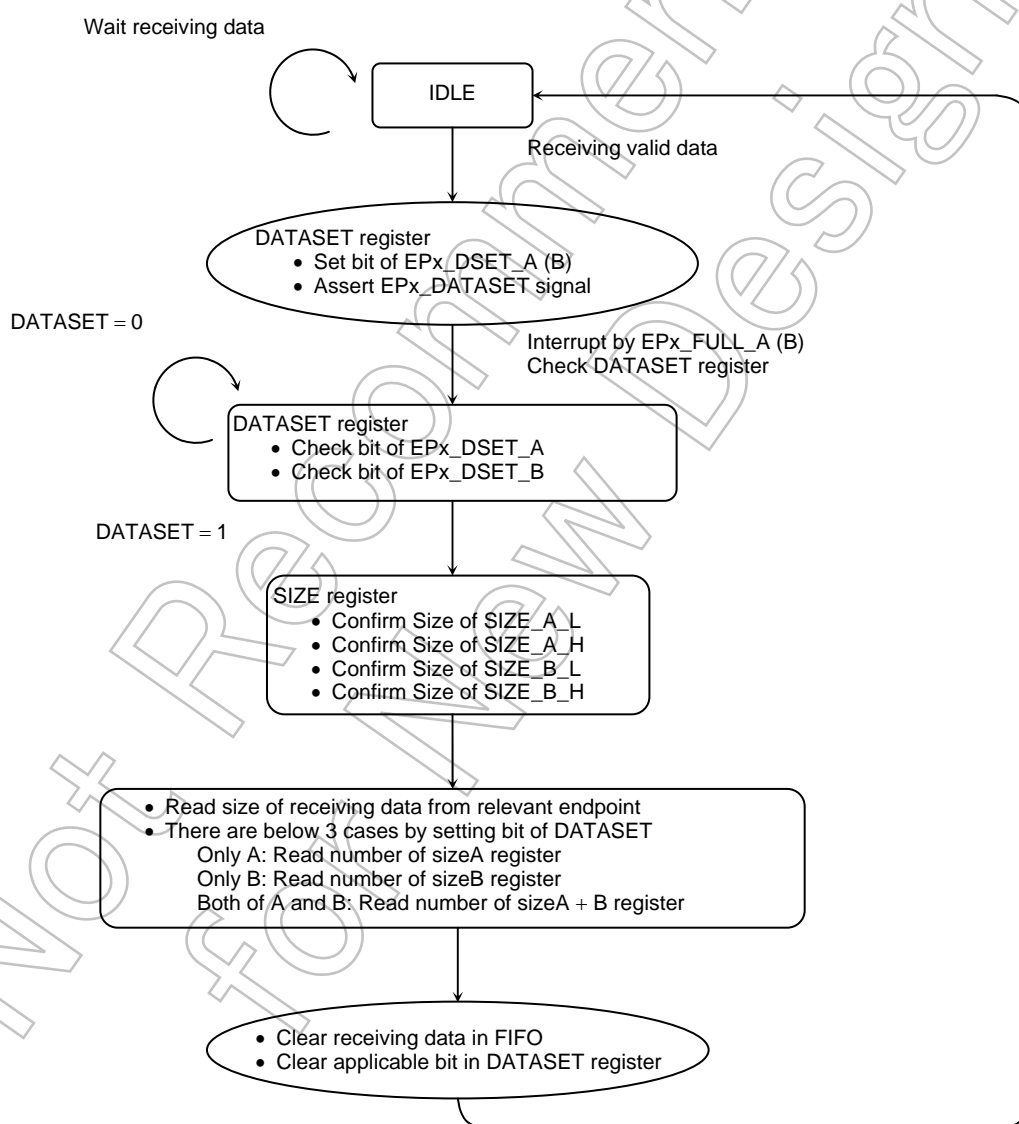 Wait receiving data
IDLE
Receiving valid data
DATASET register
• Set bit of EPx_DSET_A (B)
• Assert EPx_DATASET signal
DATASET = 0
Interrupt by EPx_FULL_A (B)
Check DATASET register
DATASET register
• Check bit of EPx_DSET_A
• Check bit of EPx_DSET_B
DATASET = 1
SIZE register
• Confirm Size of SIZE_A_L
• Confirm Size of SIZE_A_H
• Confirm Size of SIZE_B_L
• Confirm Size of SIZE_B_H
• Read size of receiving data from relevant endpoint
• There are below 3 cases by setting bit of DATASET
Only A: Read number of sizeA register
Only B: Read number of sizeB register
Both of A and B: Read number of sizeA + B register
• Clear receiving data in FIFO
• Clear applicable bit in DATASET register
Not Recommen
for New Design